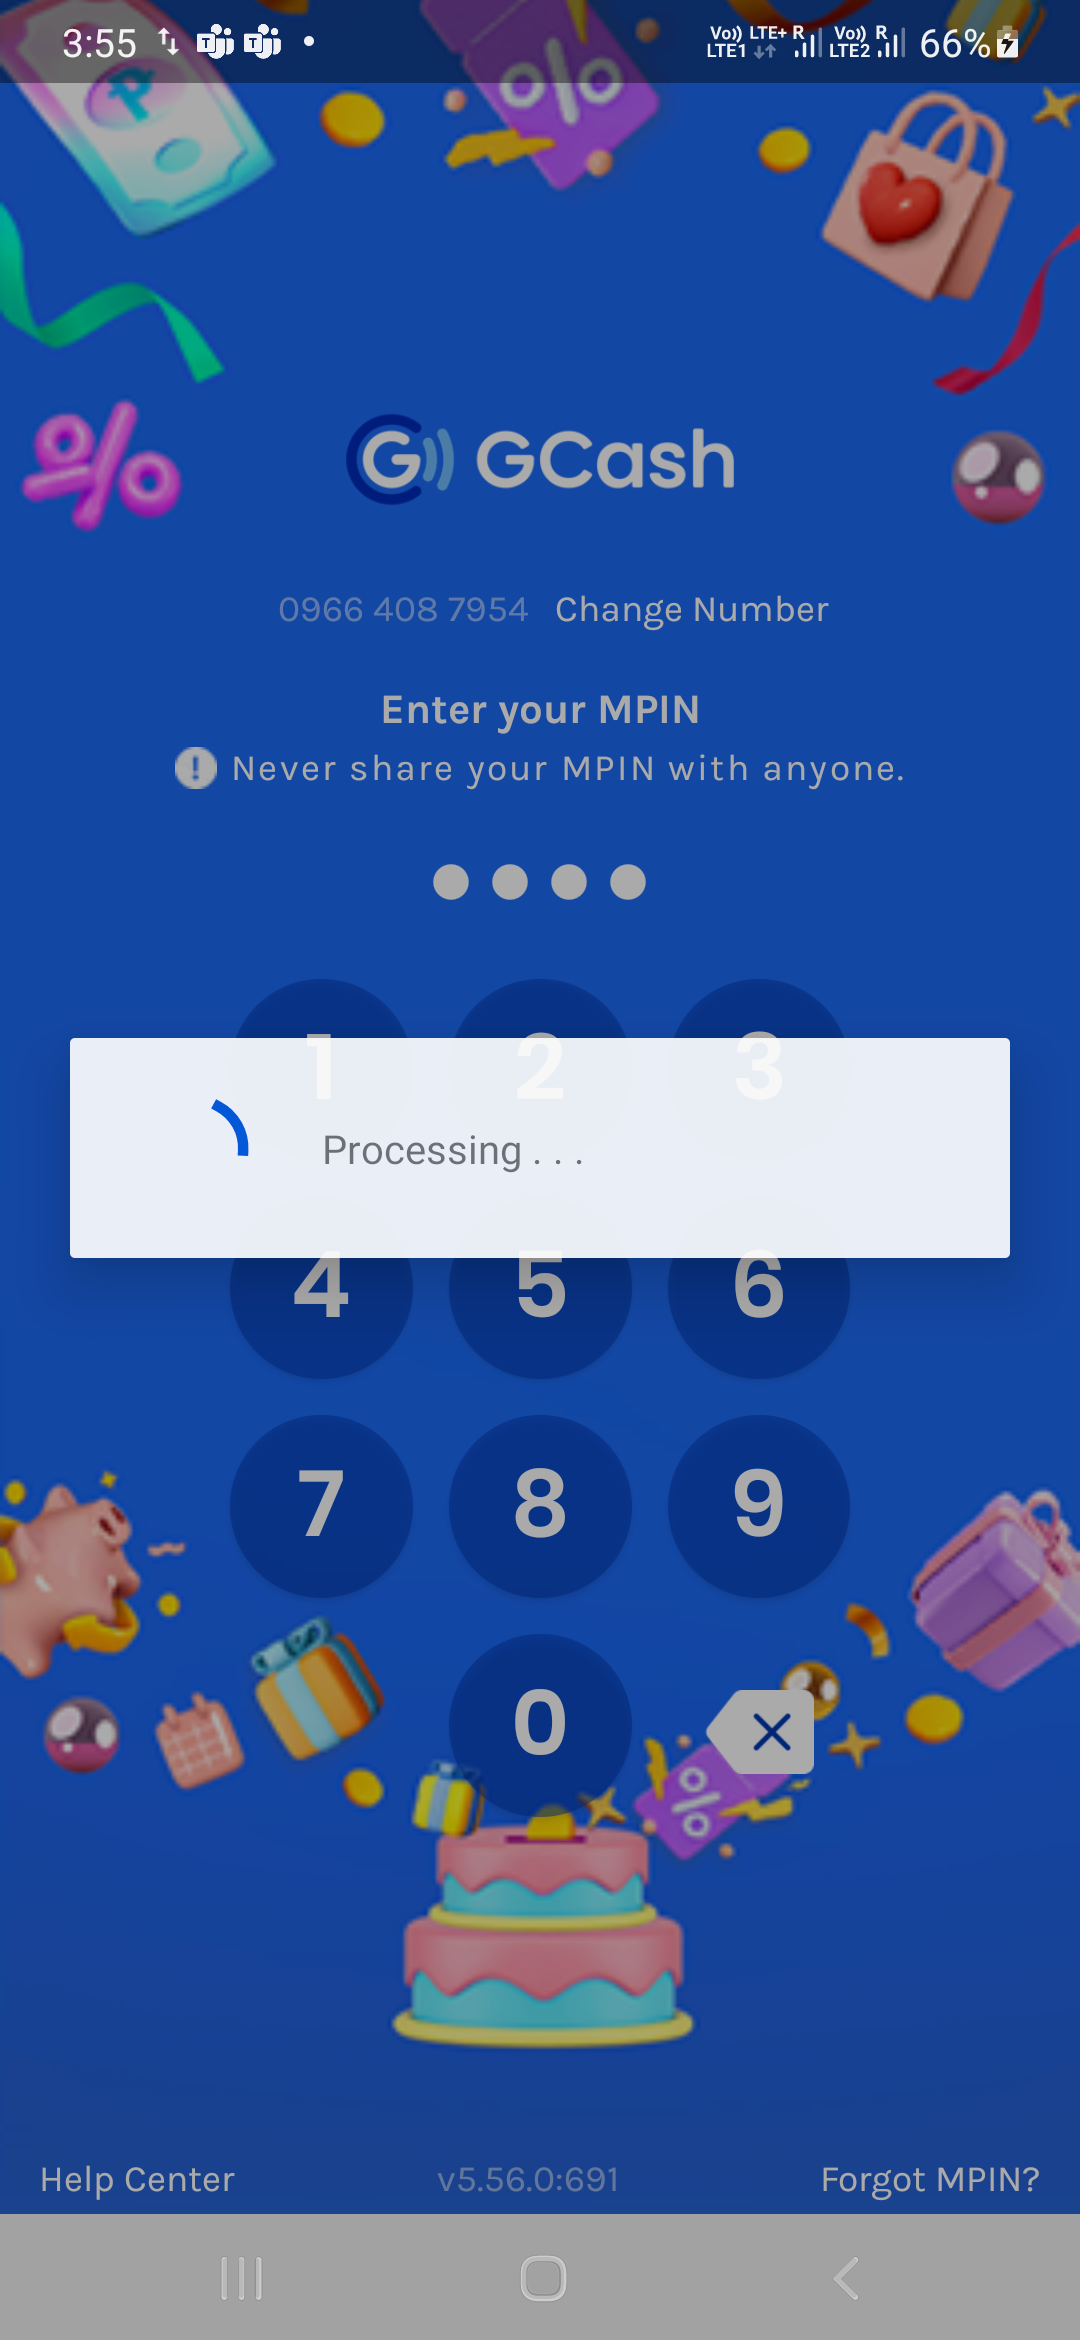 3:55 Vo)) LTE+ R Vo)) R 66%
LTE1 LTE2
%
%
GCash
0966 408 7954 Change Number
Enter your MPIN
! Never share your MPIN with anyone.
1 2 3
Processing . . .
4 5 6
7 8 9
0
%
Help Center v5.56.0:691 Forgot MPIN?